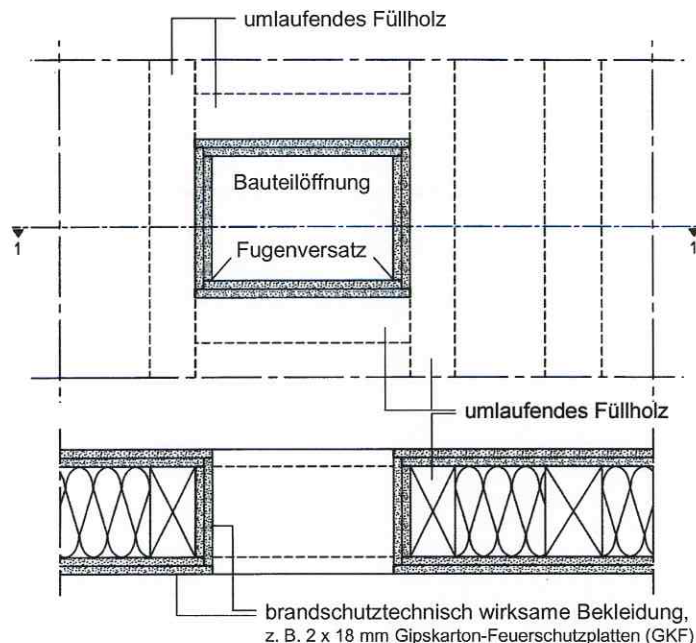 umlaufendes Füllholz
Bauteilöffnung
1
1
Fugenversatz
umlaufendes Füllholz
brandschutztechnisch wirksame Bekleidung,
z. B. 2 x 18 mm Gipskarton-Feuerschutzplatten (GKF)